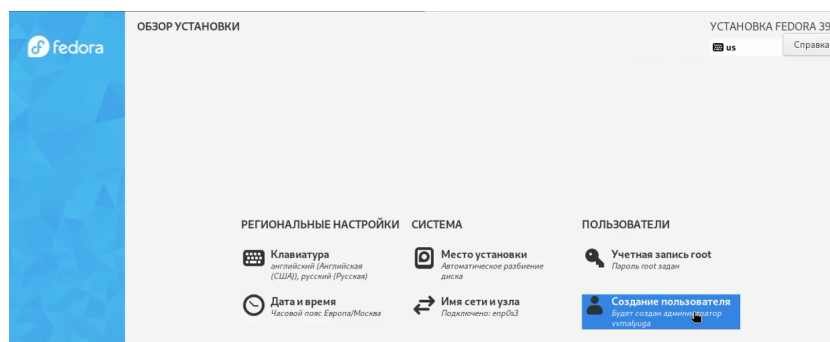 ОБЗОР УСТАНОВКИ
УСТАНОВКА FEDORA 39
fedora
us
Справка
РЕГИОНАЛЬНЫЕ НАСТРОЙКИ
СИСТЕМА
ПОЛЬЗОВАТЕЛИ
Клавиатура
английский (Английская
(США)), русский (Русская)
Место установки
Автоматическое разбиение
диска
Учетная запись root
Пароль root задан
Дата и время
Часовой пояс Европа/Москва
Имя сети и узла
Подключено: enp0s3
Создание пользователя
Будет создан администратор
vvmalyuga